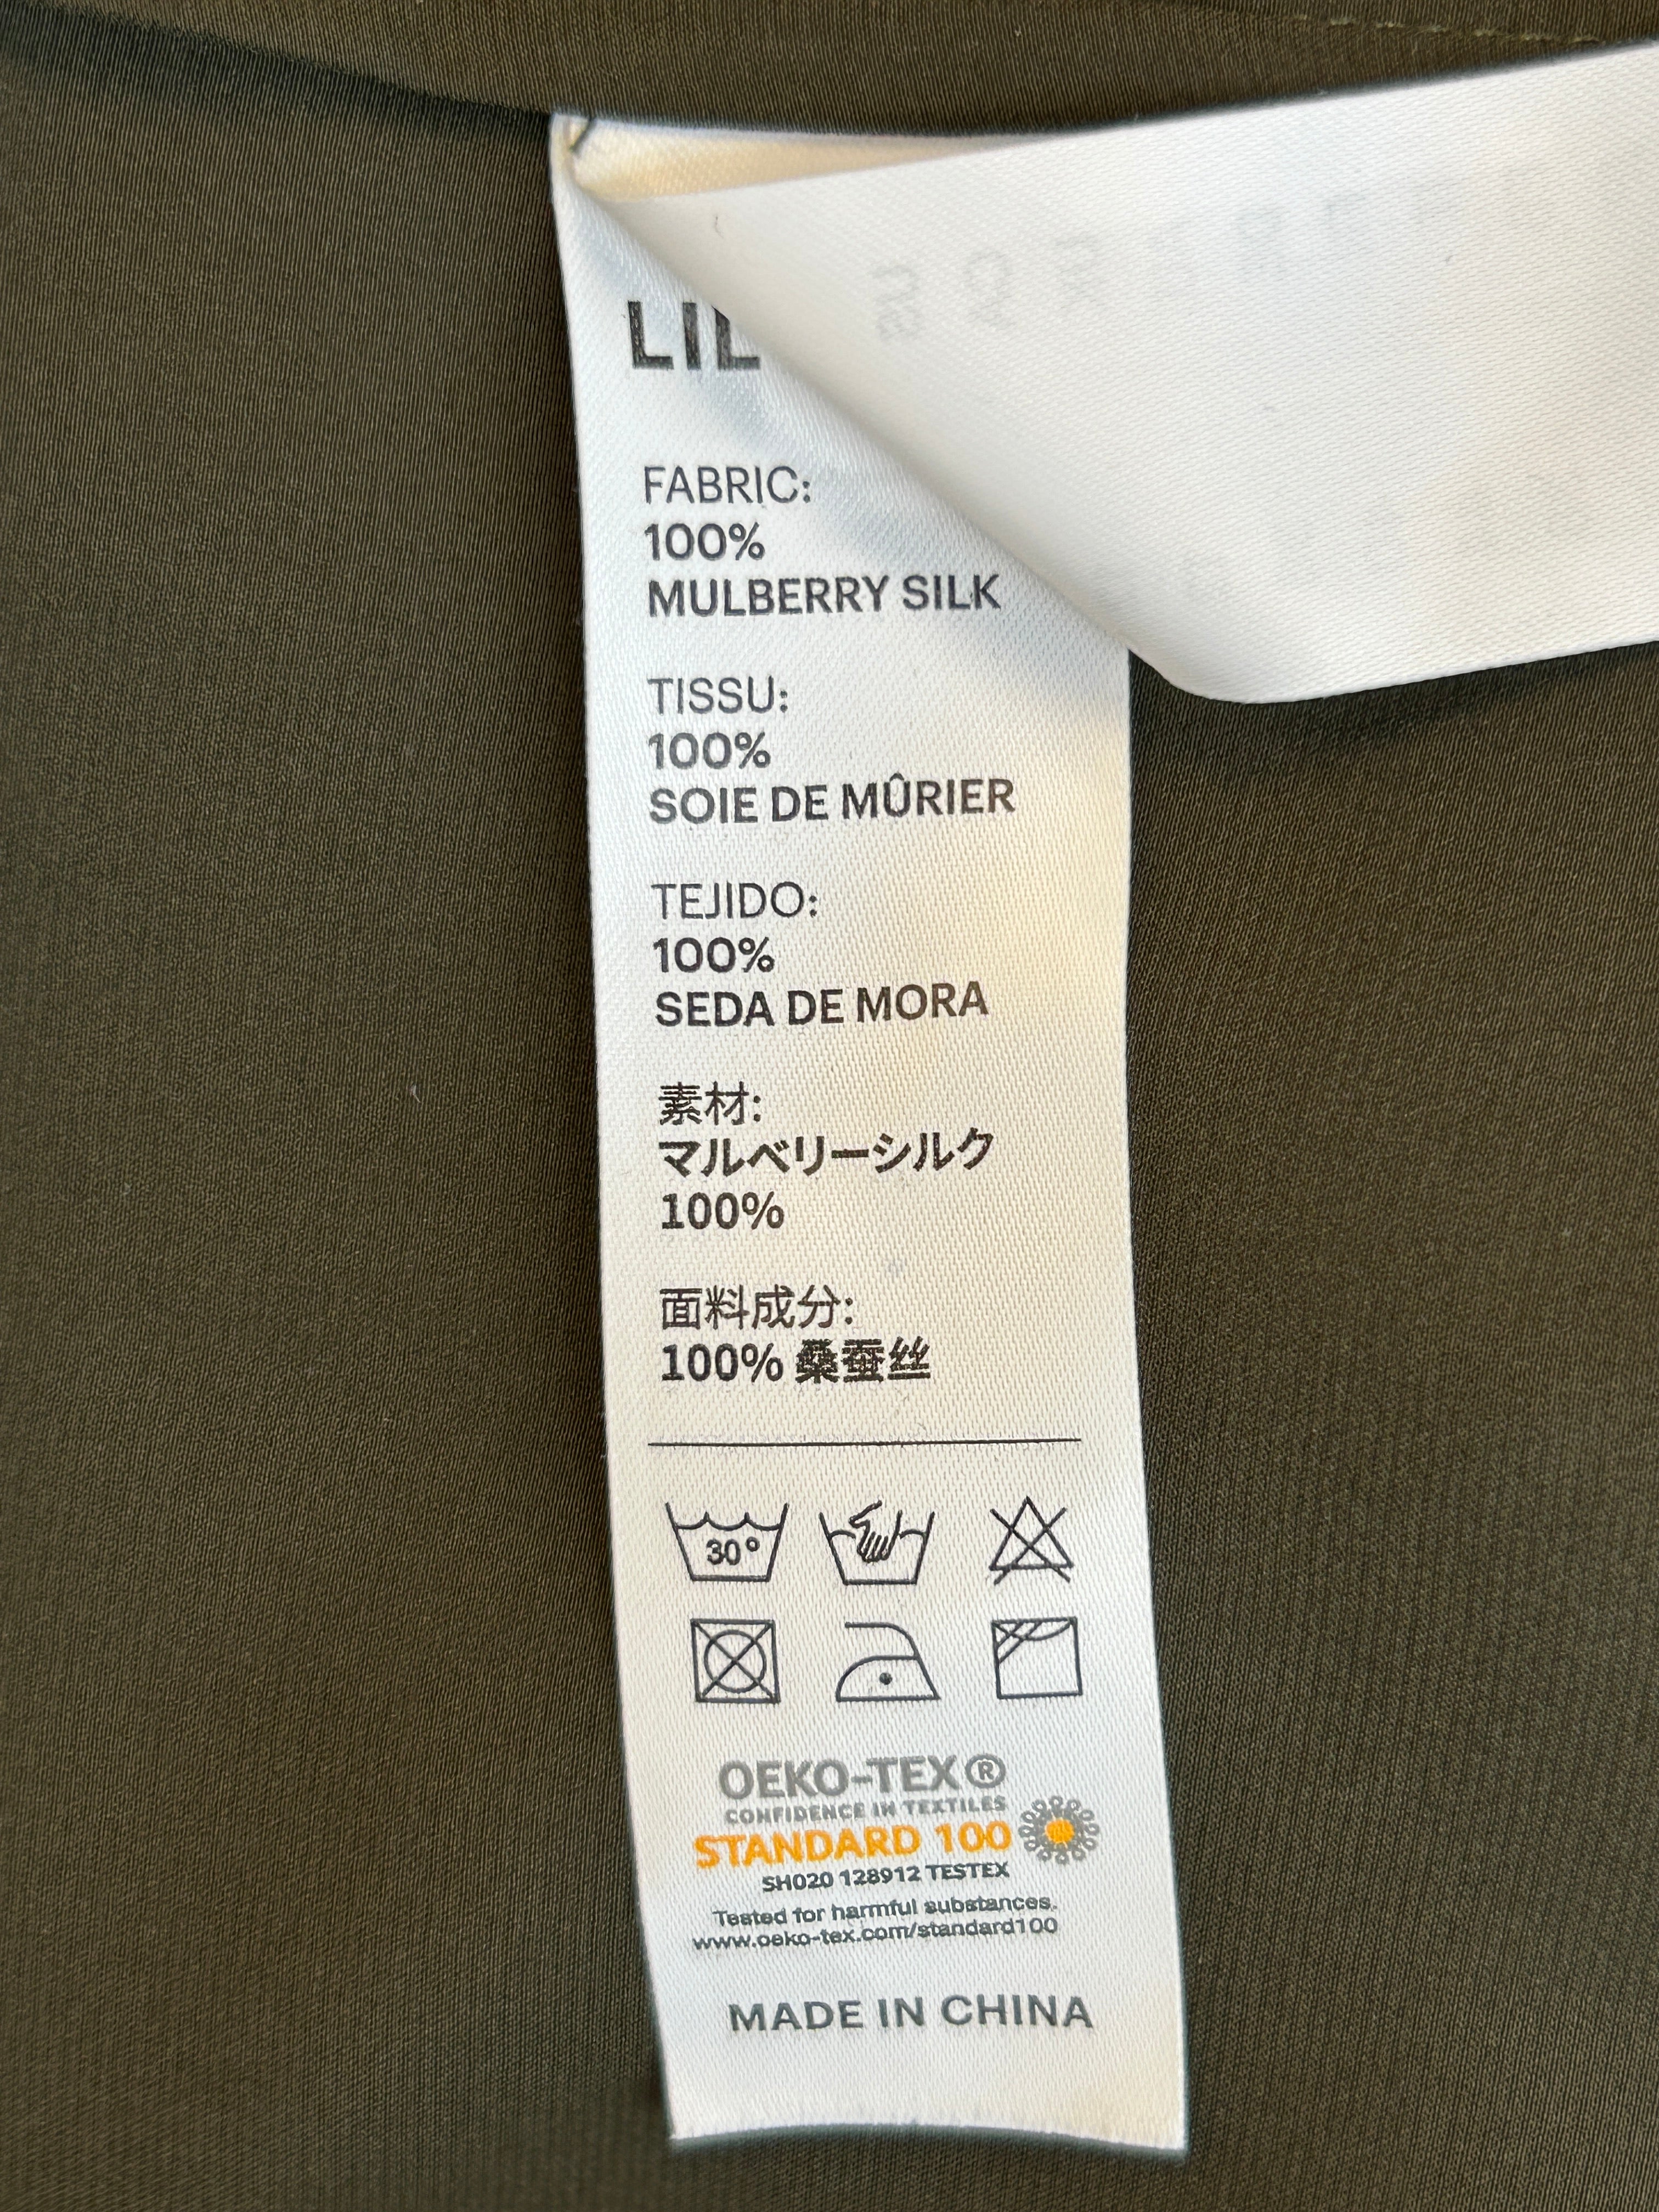 LIL
FABRIC:
100%
MULBERRY SILK
TISSU:
100%
SOIE DE MÛRIER
TEJIDO:
100%
SEDA DE MORA
素材:
マルベリーシルク
100%
面料成分:
100% 桑蚕丝
30°
OEKO-TEX®
CONFIDENCE IN TEXTILES
STANDARD 100
SH020 128912 TESTEX
Tested for harmful substances.
www.oeko-tex.com/standard100
MADE IN CHINA